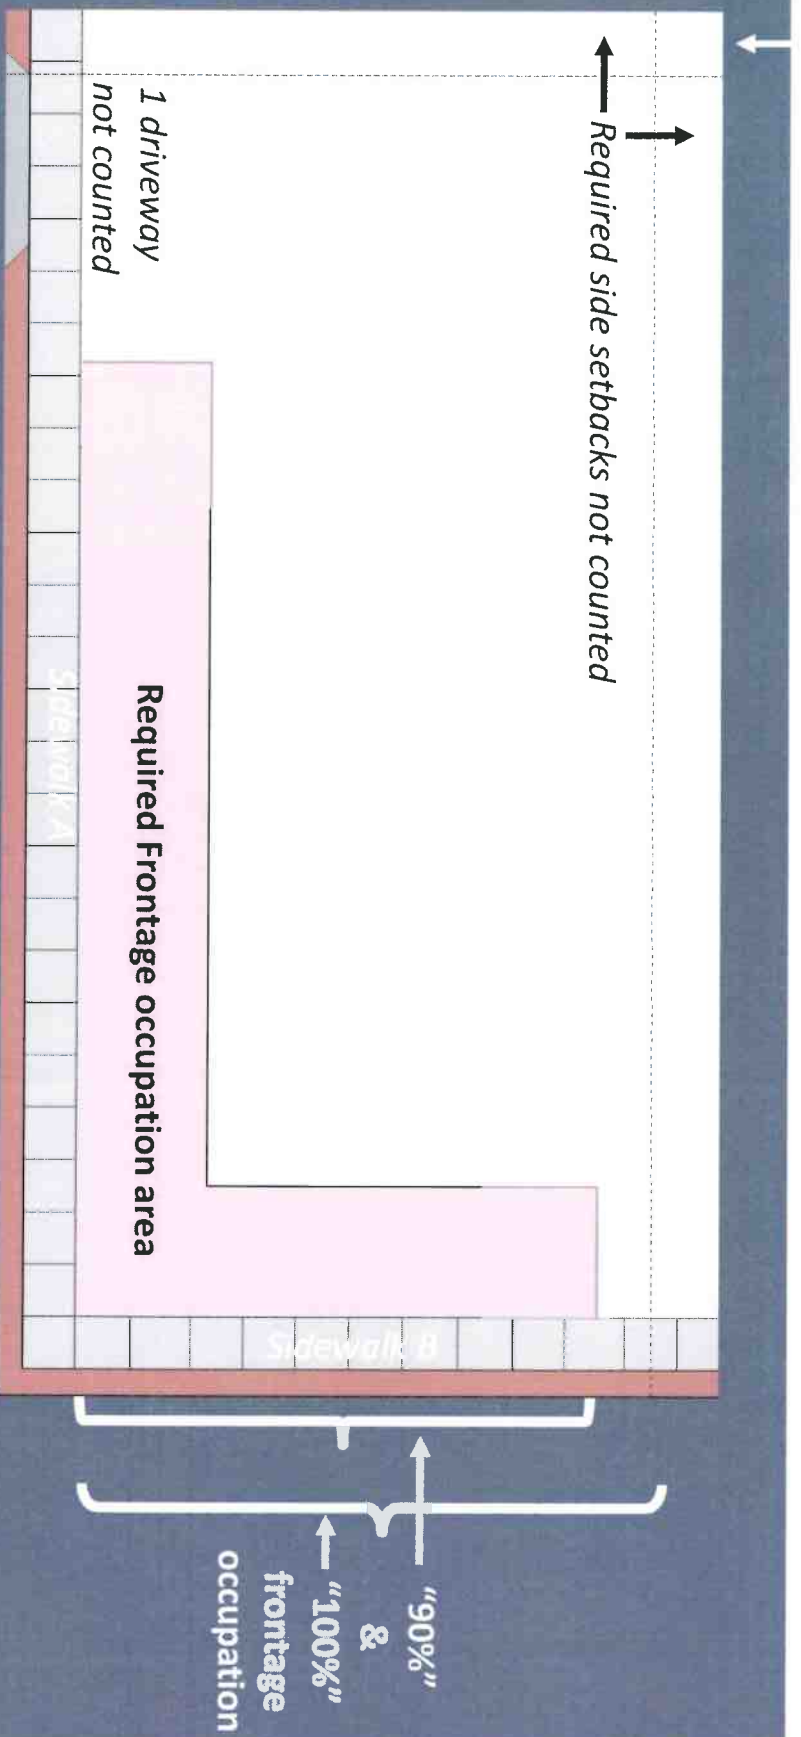 Required side setbacks not counted
1 driveway
not counted
Required Frontage occupation area
Sidewalk A
Sidewalk B
“90%”
&
“100%”
frontage
occupation